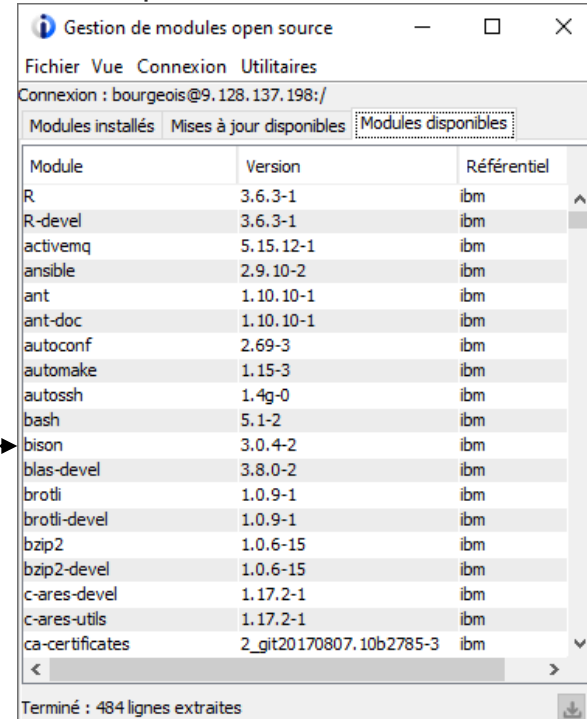 Gestion de modules open source
Fichier Vue Connexion Utilitaires
Connexion : bourgeois@9.128.137.198:/
Modules installés Mises à jour disponibles Modules disponibles
Module Version Référentiel
R 3.6.3-1 ibm
R-devel 3.6.3-1 ibm
activemq 5.15.12-1 ibm
ansible 2.9.10-2 ibm
ant 1.10.10-1 ibm
ant-doc 1.10.10-1 ibm
autoconf 2.69-3 ibm
automake 1.15-3 ibm
autossh 1.4g-0 ibm
bash 5.1-2 ibm
bison 3.0.4-2 ibm
blas-devel 3.8.0-2 ibm
brotli 1.0.9-1 ibm
brotli-devel 1.0.9-1 ibm
bzip2 1.0.6-15 ibm
bzip2-devel 1.0.6-15 ibm
c-ares-devel 1.17.2-1 ibm
c-ares-utils 1.17.2-1 ibm
ca-certificates 2_git20170807.10b2785-3 ibm
Terminé : 484 lignes extraites